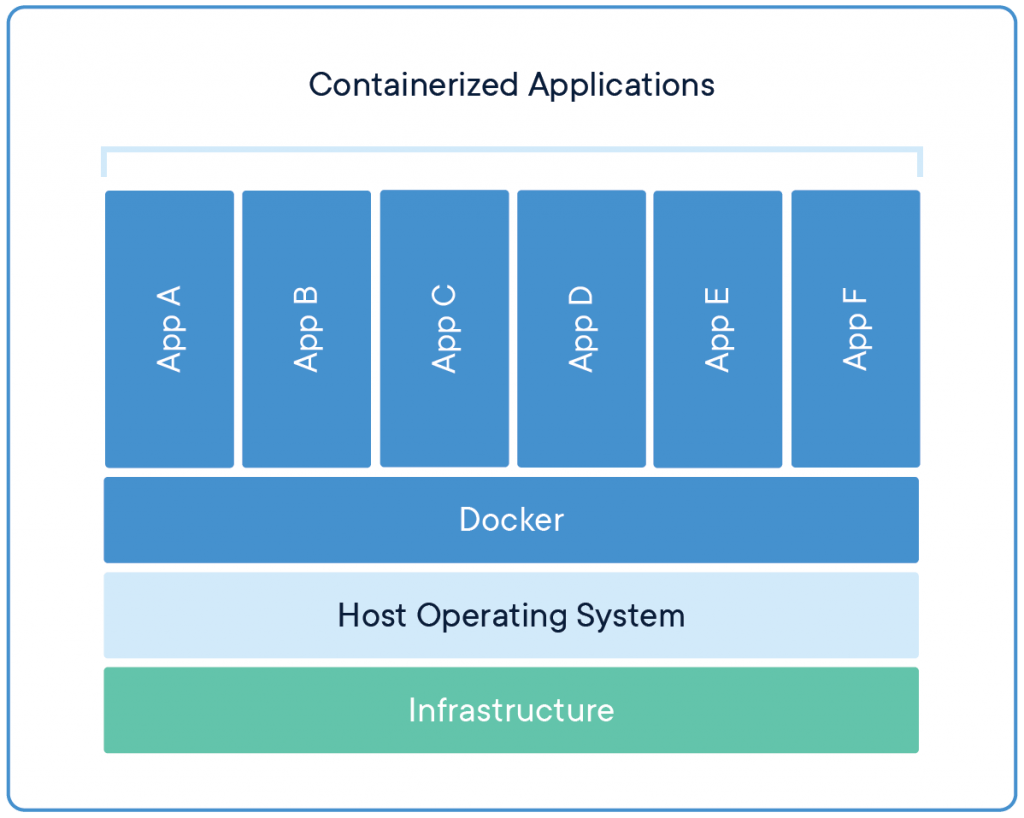 Containerized Applications
App A
App B
App C
App D
App E
App F
Docker
Host Operating System
Infrastructure